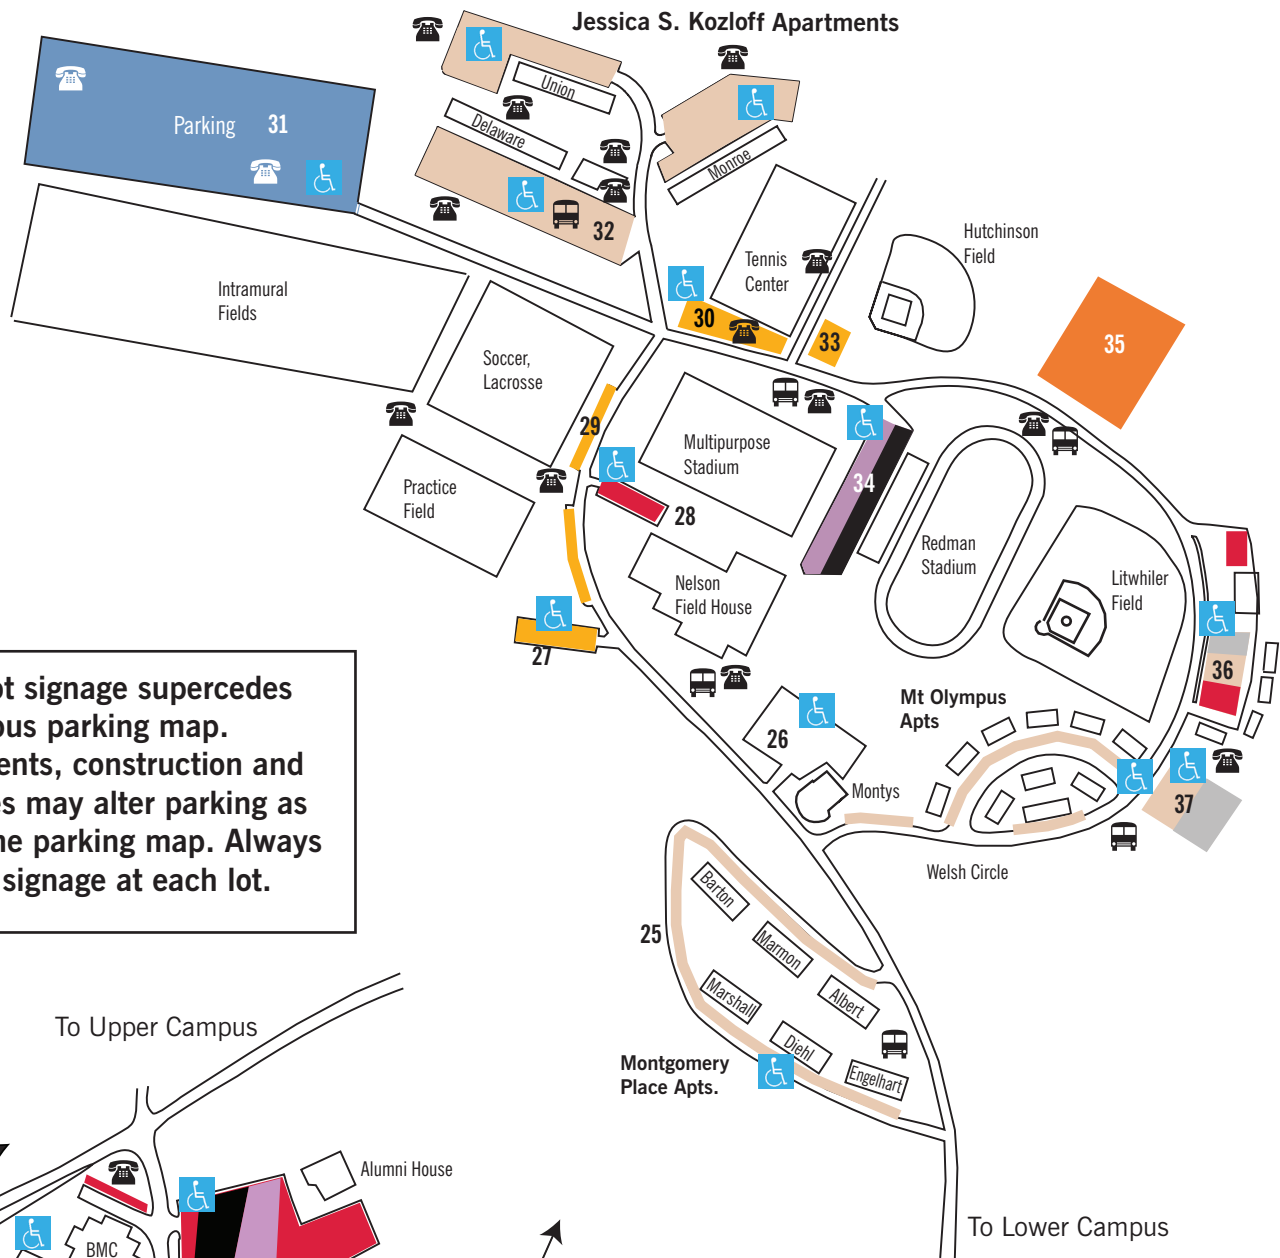 Jessica S. Kozloff Apartments
Union
Delaware
Monroe
Parking 31
32
Hutchinson
Field
Tennis
Center
Intramural
Fields
30
33
35
Soccer,
Lacrosse
29
Multipurpose
Stadium
34
Practice
Field
28
Redman
Stadium
Nelson
Field House
Litwhiler
Field
27
36
ot signage supercedes
ous parking map.
ents, construction and
es may alter parking as
he parking map. Always
signage at each lot.
Mt Olympus
Apts
26
Montys
37
Welsh Circle
Barton
25
Marmon
Marshall
Albert
Diehl
Engelhart
Montgomery
Place Apts.
To Upper Campus
Alumni House
BMC
To Lower Campus